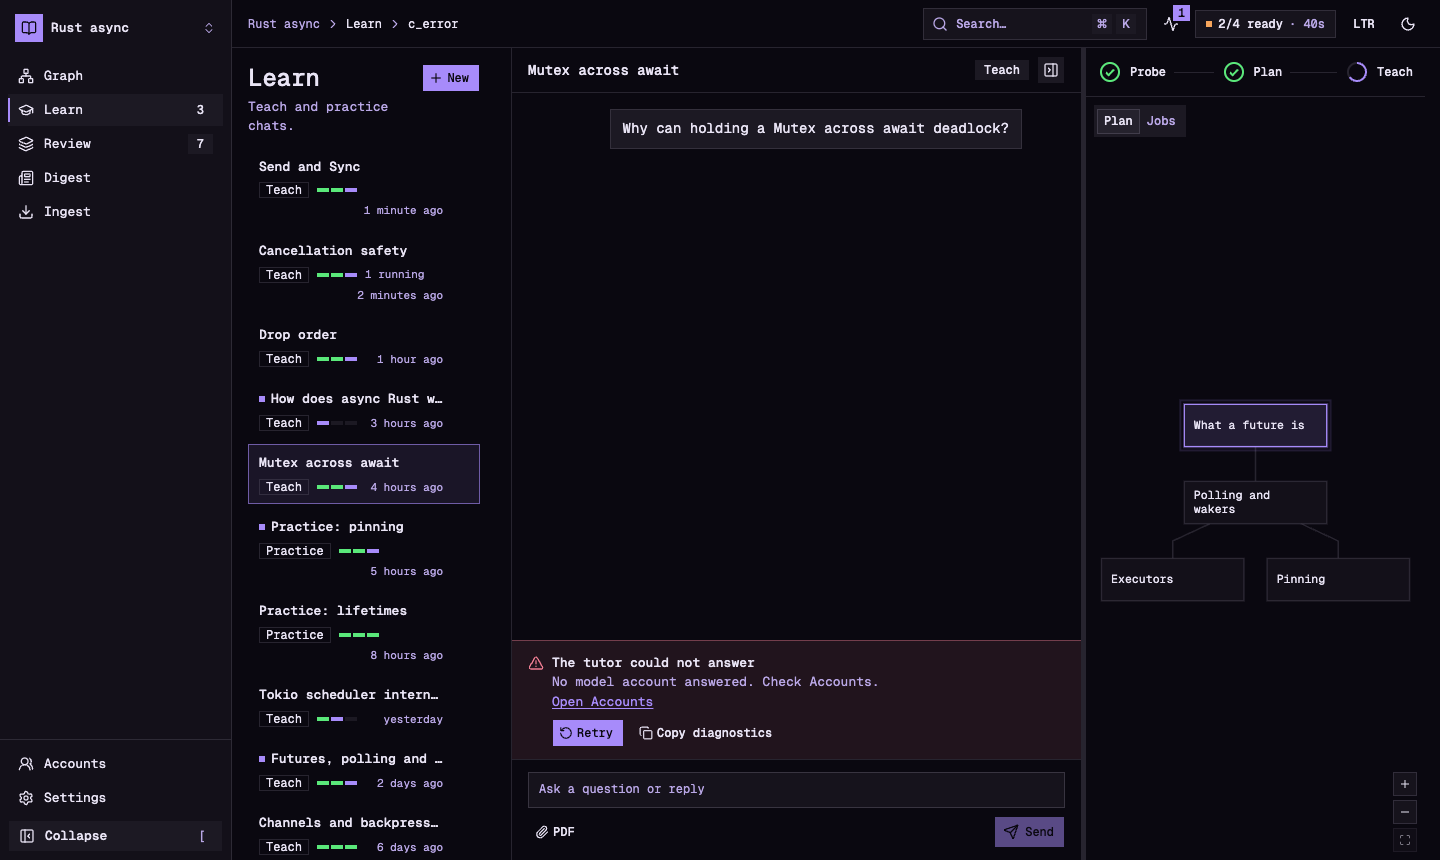 Rust async
Graph
Learn 3
Review 7
Digest
Ingest
Accounts
Settings
Collapse [
Rust async > Learn > c_error
Search… ⌘ K
1
2/4 ready · 40s
LTR
Learn
+ New
Teach and practice
chats.
Send and Sync
Teach
1 minute ago
Cancellation safety
Teach 1 running
2 minutes ago
Drop order
Teach 1 hour ago
How does async Rust w…
Teach 3 hours ago
Mutex across await
Teach 4 hours ago
Practice: pinning
Practice
5 hours ago
Practice: lifetimes
Practice
8 hours ago
Tokio scheduler intern…
Teach yesterday
Futures, polling and …
Teach 2 days ago
Channels and backpress…
Teach 6 days ago
Mutex across await
Teach
Why can holding a Mutex across await deadlock?
The tutor could not answer
No model account answered. Check Accounts.
Open Accounts
Retry
Copy diagnostics
Ask a question or reply
PDF
Send
Probe
Plan
Teach
Plan
Jobs
What a future is
Polling and
wakers
Executors
Pinning